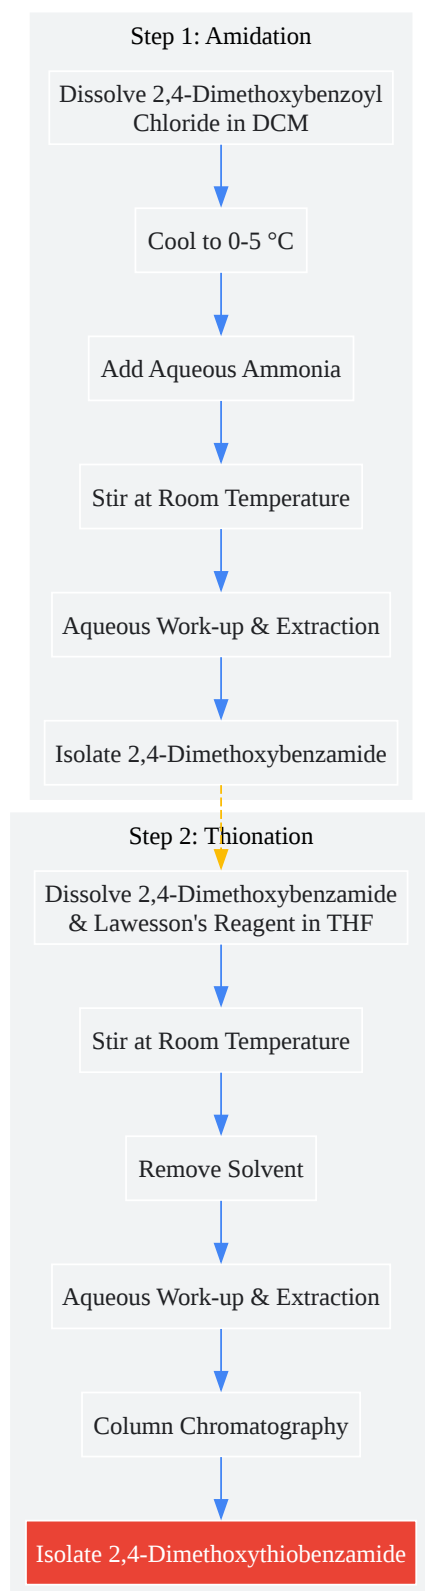 Step 1: Amidation
Dissolve 2,4-Dimethoxybenzoyl
Chloride in DCM
Cool to 0-5 °C
Add Aqueous Ammonia
Stir at Room Temperature
Aqueous Work-up & Extraction
Isolate 2,4-Dimethoxybenzamide
Step 2: Thionation
Dissolve 2,4-Dimethoxybenzamide
& Lawesson's Reagent in THF
Stir at Room Temperature
Remove Solvent
Aqueous Work-up & Extraction
Column Chromatography
Isolate 2,4-Dimethoxythiobenzamide